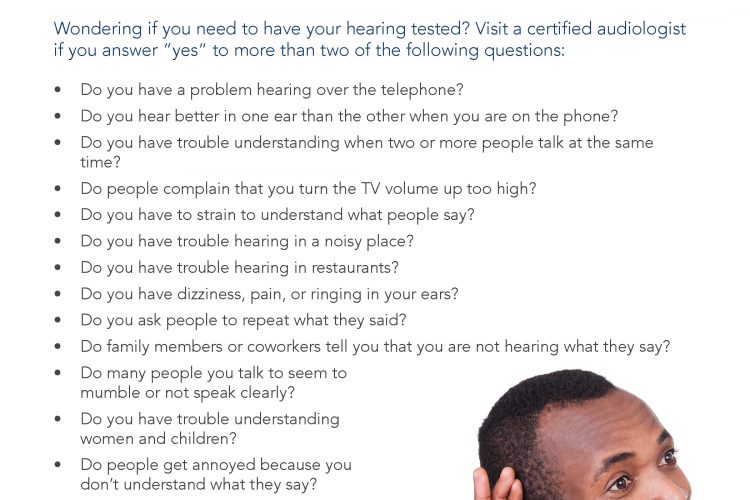 Wondering if you need to have your hearing tested? Visit a certified audiologist
if you answer “yes“ to more than two of the following questions:
• Do you have a problem hearing over the telephone?
• Do you hear better in one ear than the other when you are on the phone?
• Do you have trouble understanding when two or more people talk at the same
time?
• Do people complain that you turn the TV volume up too high?
• Do you have to strain to understand what people say?
• Do you have trouble hearing in a noisy place?
• Do you have trouble hearing in restaurants?
• Do you have dizziness, pain, or ringing in your ears?
• Do you ask people to repeat what they said?
• Do family members or coworkers tell you that you are not hearing what they say?
• Do many people you talk to seem to
mumble or not speak clearly?
• Do you have trouble understanding
women and children?
• Do people get annoyed because you
don’t understand what they say?